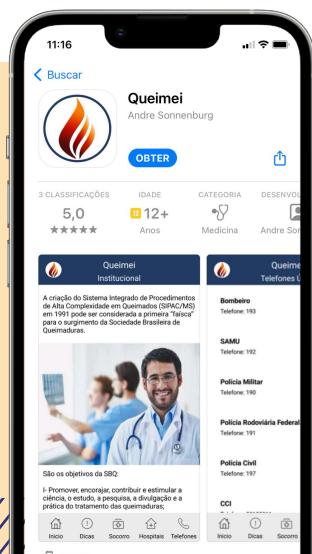 11:16
Buscar
Queimei
Andre Sonnenburg
OBTER
3 CLASSIFICAÇÕES
IDADE
CATEGORIA
5,0
12 12+
Anos
Medicina
Andre
Queimei
Institucional
A criação do Sistema Integrado de Procedimentos
de Alta Complexidade em Queimados (SIPAC/MS)
em 1991 pode ser considerada a primeira "faísca"
para o surgimento da Sociedade Brasileira de
Queimaduras.
São os objetivos da SBQ:
I- Promover, encorajar, contribuir e estimular a
ciência, o estudo, a pesquisa, a divulgação e a
prática do tratamento das queimaduras;
Inicio
Dicas
Socorro
Hospitais
Telefones
Telefones
Bombeiro
Telefone: 193
SAMU
Telefone: 192
Polícia Militar
Telefone: 190
Polícia Rodoviária Federal
Telefone: 191
Polícia Civil
Telefone: 197
CCI
Inicio
Dicas
Socorro